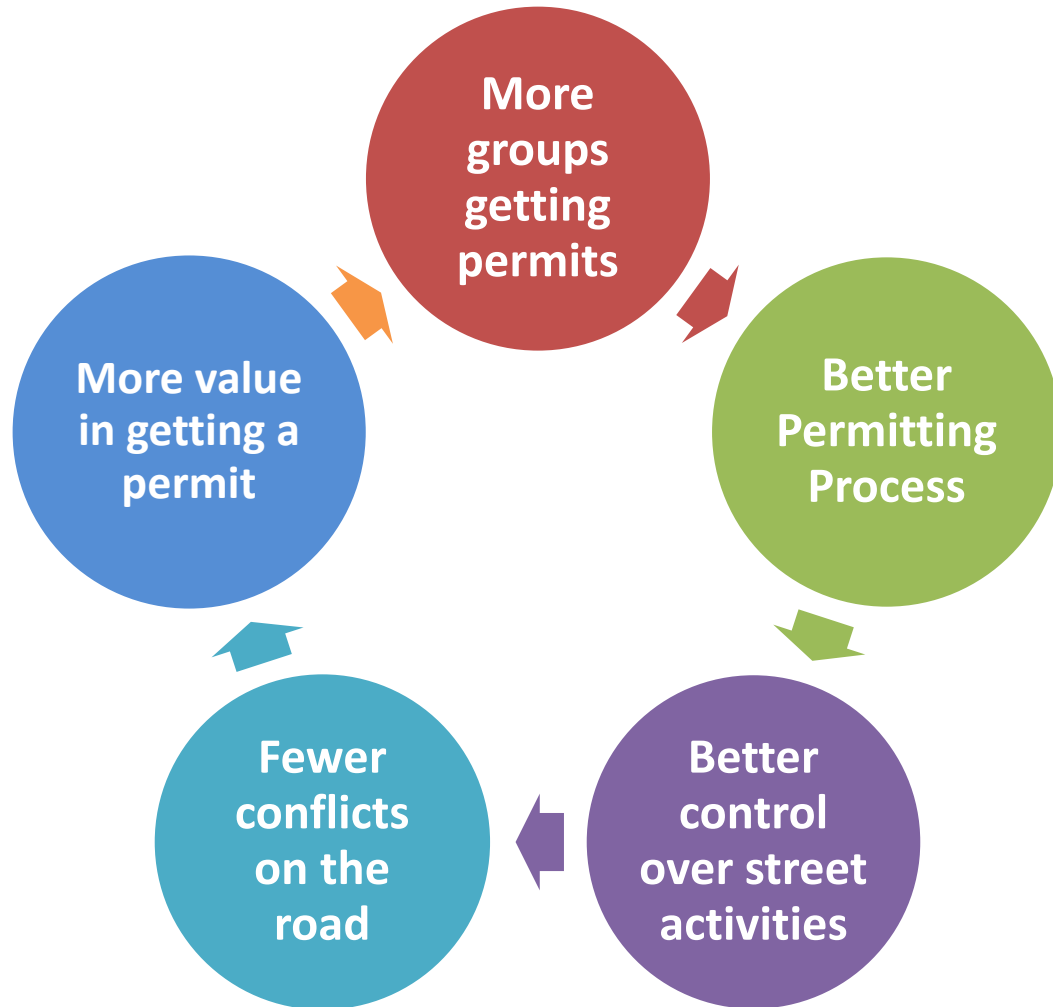 More
groups
getting
permits
Better
Permitting
Process
Better
control
over street
activities
Fewer
conflicts
on the
road
More value
in getting a
permit